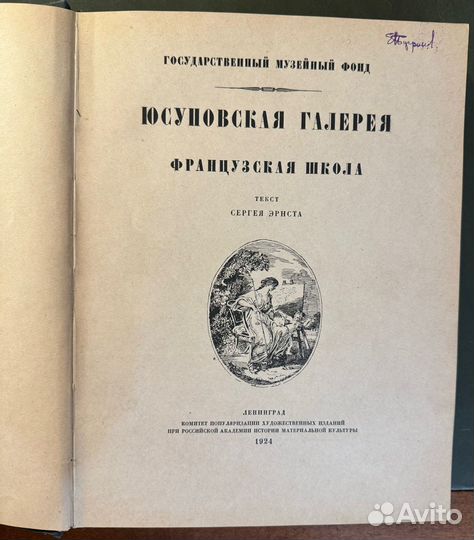 ГОСУДАРСТВЕННЫЙ МУЗЕЙНЫЙ ФОНД
ЮСУПОВСКАЯ ГАЛЕРЕЯ
ФРАНЦУЗСКАЯ ШКОЛА
ТЕКСТ
СЕРГЕЯ ЭРНСТА
ЛЕНИНГРАД
КОМИТЕТ ПОПУЛЯРИЗАЦИИ ХУДОЖЕСТВЕННЫХ ИЗДАНИЙ
ПРИ РОССИЙСКОЙ АКАДЕМИИ ИСТОРИИ МАТЕРИАЛЬНОЙ КУЛЬТУРЫ
1924
Avito